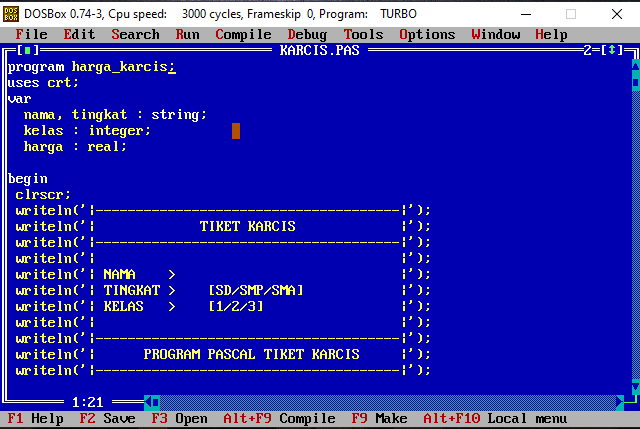 DOSBox 0.74-3, Cpu speed:    3000 cycles, Frameskip  0, Program:    TURBO
File  Edit  Search  Run  Compile  Debug  Tools  Options  Window  Help
[■] KARCIS.PAS 2=[↕]
program harga_karcis;
uses crt;
var
  nama, tingkat : string;
  kelas : integer;
  harga : real;
begin
 clrscr;
 writeln('|--------------------------------------|');
 writeln('|             TIKET KARCIS             |');
 writeln('|--------------------------------------|');
 writeln('|                                      |');
 writeln('| NAMA    >                            |');
 writeln('| TINGKAT >    [SD/SMP/SMA]            |');
 writeln('| KELAS   >    [1/2/3]                 |');
 writeln('|                                      |');
 writeln('|--------------------------------------|');
 writeln('|      PROGRAM PASCAL TIKET KARCIS     |');
 writeln('|--------------------------------------|');
1:21
F1 Help  F2 Save  F3 Open  Alt+F9 Compile  F9 Make  Alt+F10 Local menu